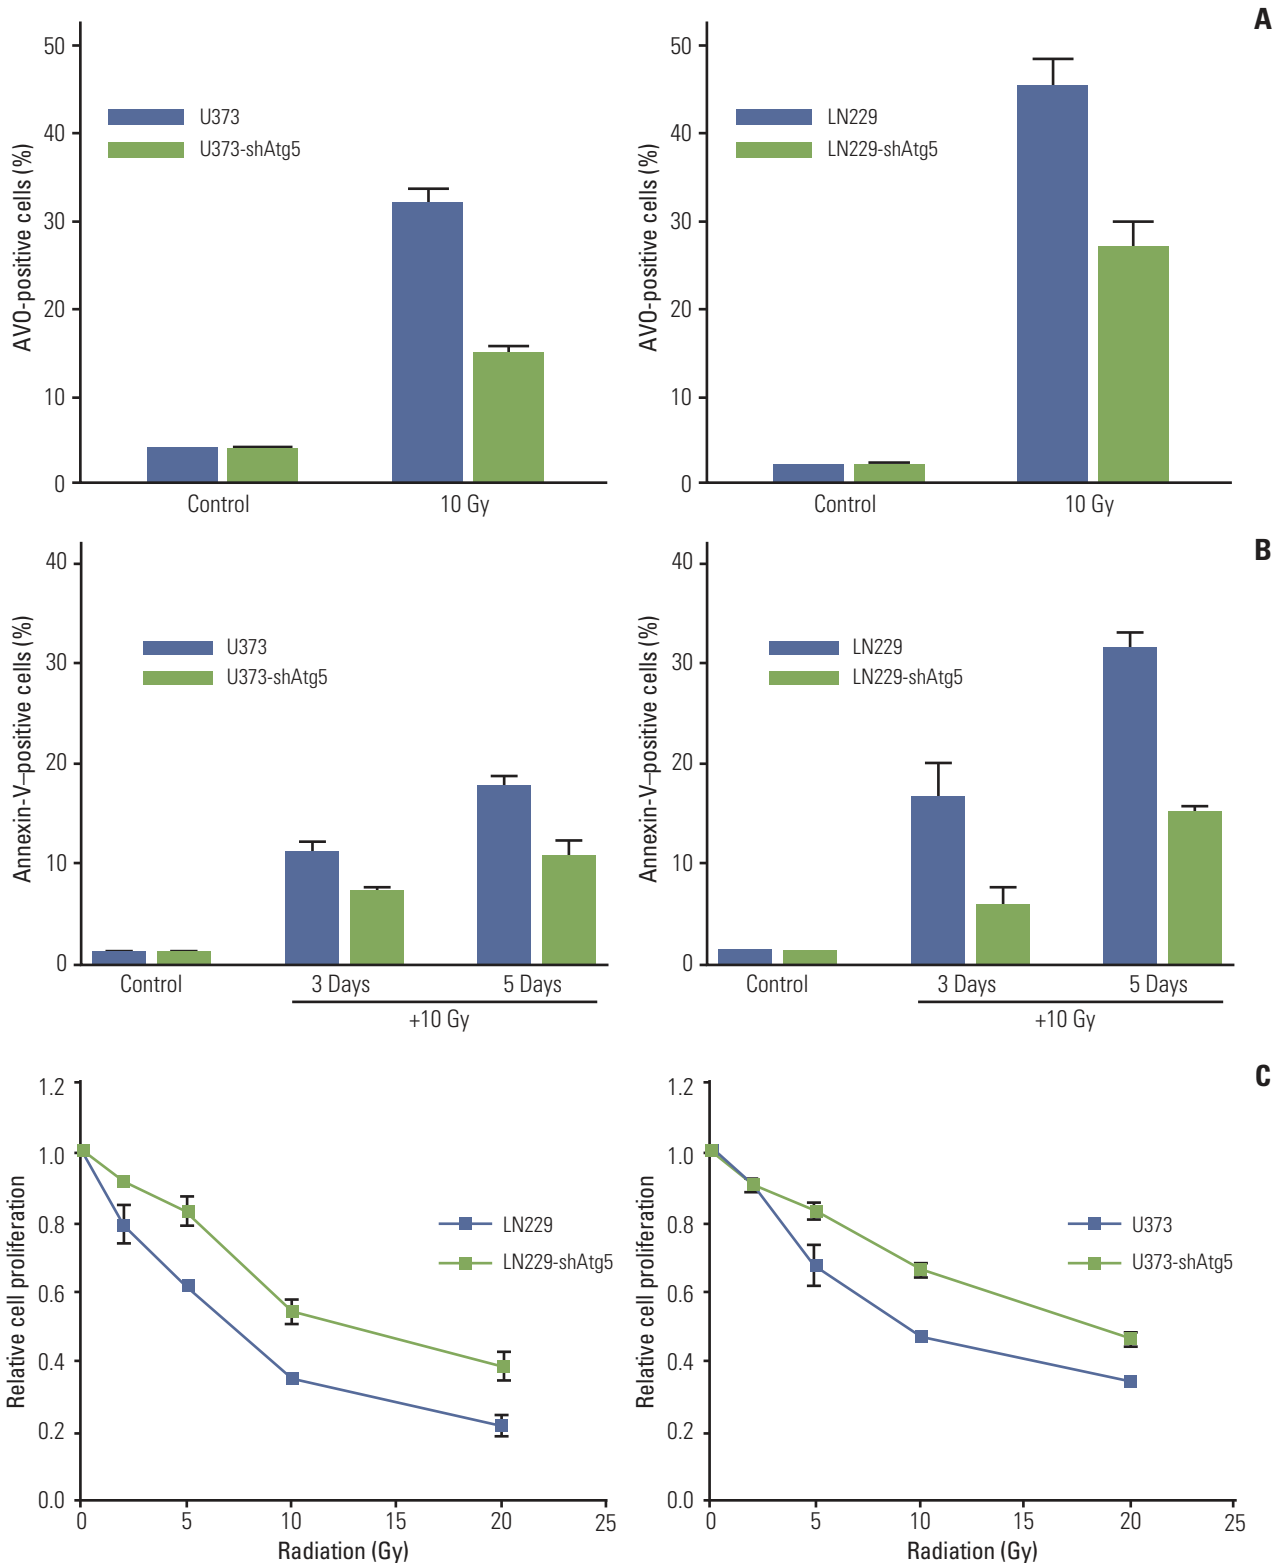 A
AVO-positive cells (%)
50
40
30
20
10
0
U373
U373-shAtg5
Control
10 Gy
AVO-positive cells (%)
50
40
30
20
10
0
LN229
LN229-shAtg5
Control
10 Gy
B
Annexin-V–positive cells (%)
40
30
20
10
0
U373
U373-shAtg5
Control
3 Days
5 Days
+10 Gy
Annexin-V–positive cells (%)
40
30
20
10
0
LN229
LN229-shAtg5
Control
3 Days
5 Days
+10 Gy
C
Relative cell proliferation
1.2
1.0
0.8
0.6
0.4
0.2
0.0
LN229
LN229-shAtg5
0 5 10 15 20 25
Radiation (Gy)
Relative cell proliferation
1.2
1.0
0.8
0.6
0.4
0.2
0.0
U373
U373-shAtg5
0 5 10 15 20 25
Radiation (Gy)